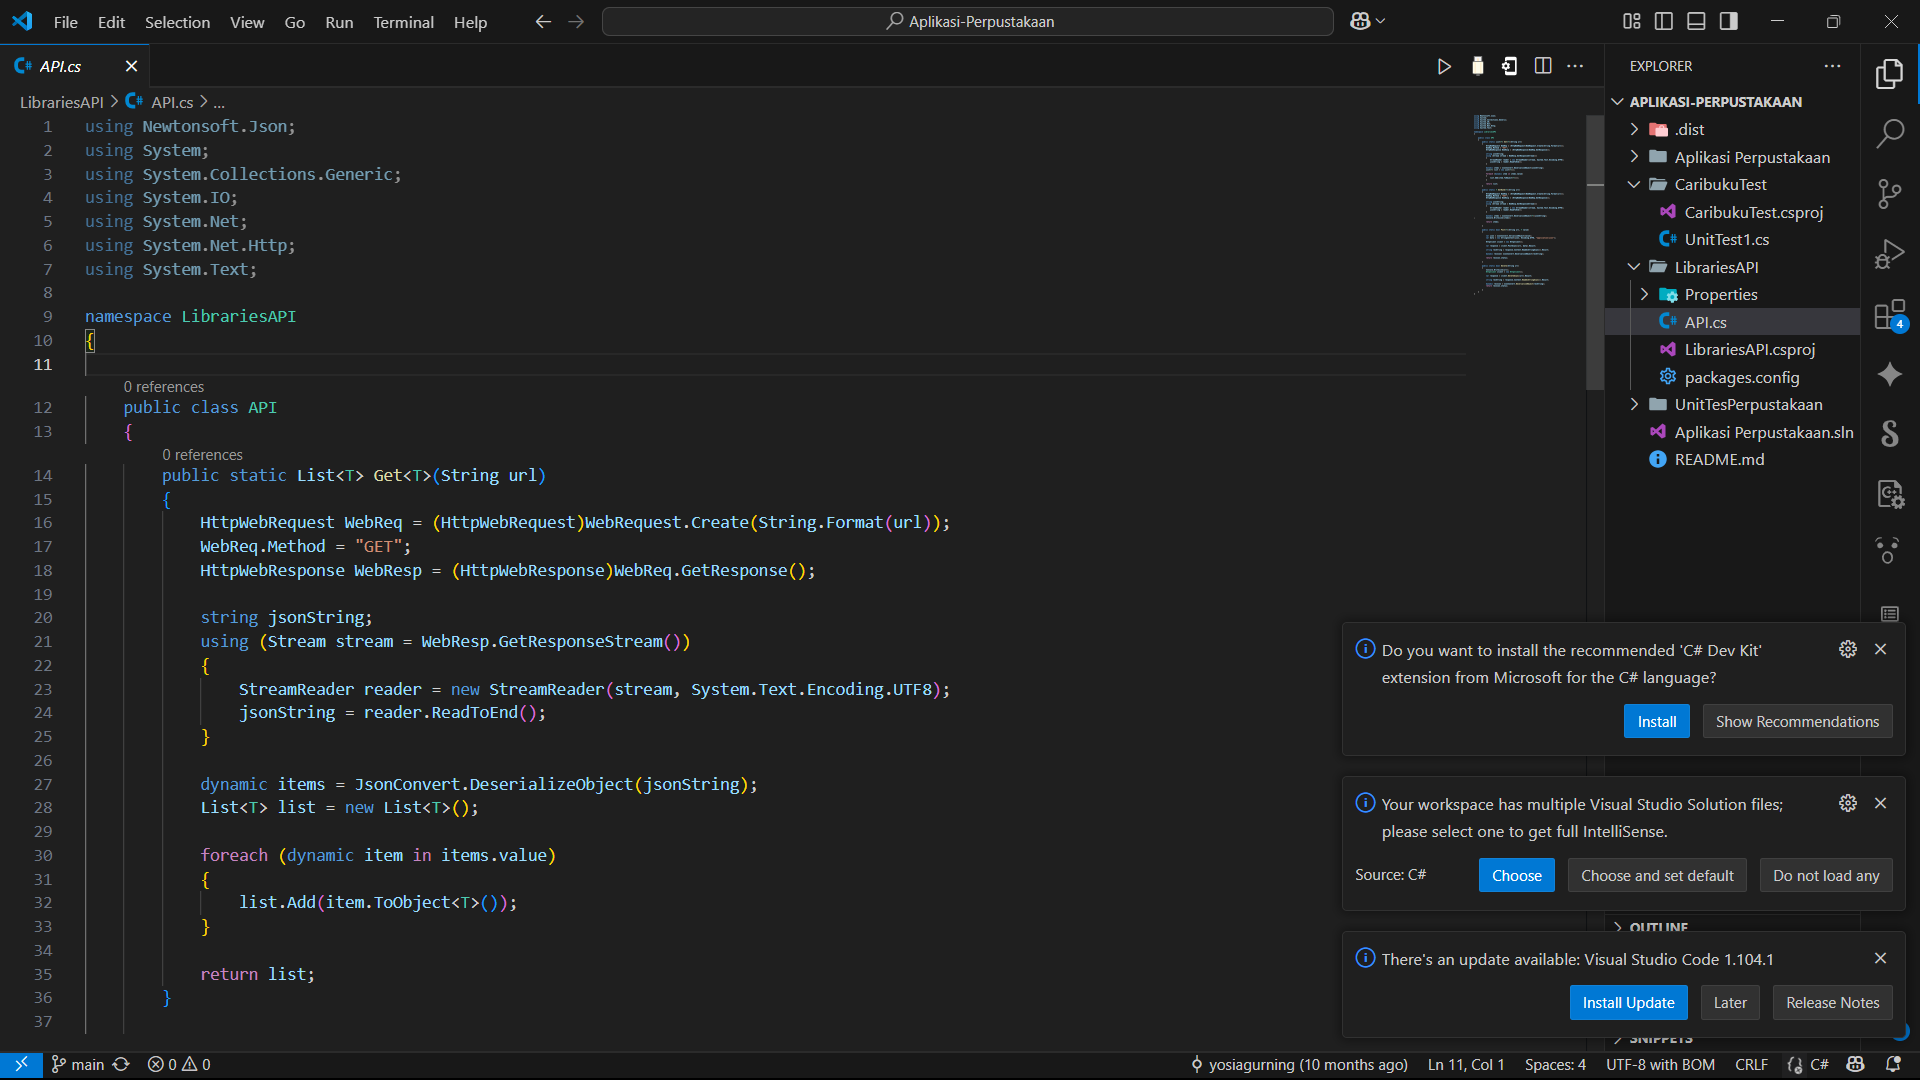 File Edit Selection View Go Run Terminal Help
Aplikasi-Perpustakaan
API.cs
LibrariesAPI > API.cs > ...
1 using Newtonsoft.Json;
2 using System;
3 using System.Collections.Generic;
4 using System.IO;
5 using System.Net;
6 using System.Net.Http;
7 using System.Text;
8
9 namespace LibrariesAPI
10 {
11
0 references
12 public class API
13 {
0 references
14 public static List<T> Get<T>(String url)
15 {
16 HttpWebRequest WebReq = (HttpWebRequest)WebRequest.Create(String.Format(url));
17 WebReq.Method = "GET";
18 HttpWebResponse WebResp = (HttpWebResponse)WebReq.GetResponse();
19
20 string jsonString;
21 using (Stream stream = WebResp.GetResponseStream())
22 {
23 StreamReader reader = new StreamReader(stream, System.Text.Encoding.UTF8);
24 jsonString = reader.ReadToEnd();
25 }
26
27 dynamic items = JsonConvert.DeserializeObject(jsonString);
28 List<T> list = new List<T>();
29
30 foreach (dynamic item in items.value)
31 {
32 list.Add(item.ToObject<T>());
33 }
34
35 return list;
36 }
37
EXPLORER
APLIKASI-PERPUSTAKAAN
.dist
Aplikasi Perpustakaan
CaribukuTest
CaribukuTest.csproj
UnitTest1.cs
LibrariesAPI
Properties
API.cs
LibrariesAPI.csproj
packages.config
UnitTesPerpustakaan
Aplikasi Perpustakaan.sln
README.md
4
Do you want to install the recommended 'C# Dev Kit'
extension from Microsoft for the C# language?
Install Show Recommendations
Your workspace has multiple Visual Studio Solution files;
please select one to get full IntelliSense.
Source: C# Choose Choose and set default Do not load any
OUTLINE
There's an update available: Visual Studio Code 1.104.1
Install Update Later Release Notes
SNIPPETS
main 0 0 yosiagurning (10 months ago) Ln 11, Col 1 Spaces: 4 UTF-8 with BOM CRLF C#